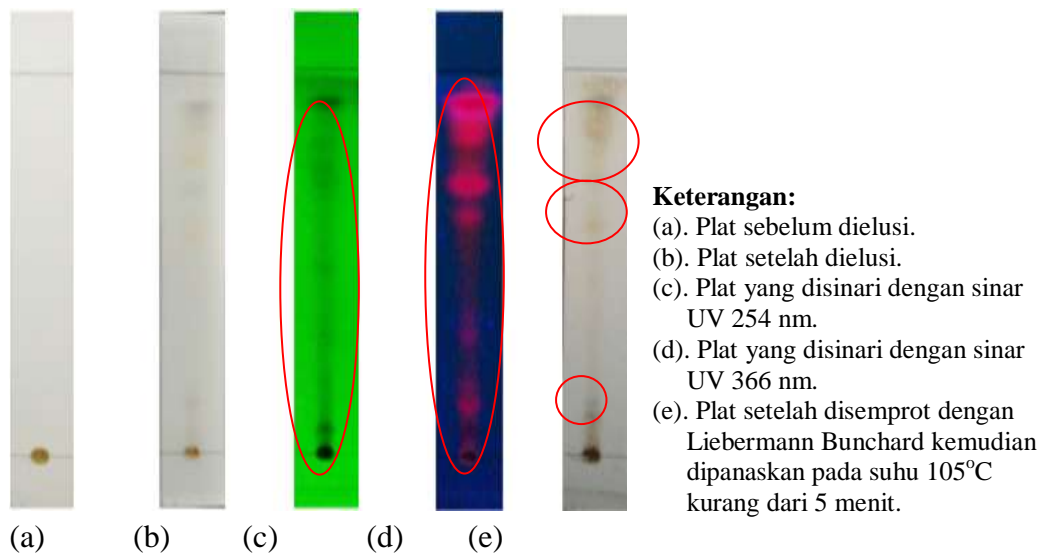 Keterangan:
(a). Plat sebelum dielusi.
(b). Plat setelah dielusi.
(c). Plat yang disinari dengan sinar
UV 254 nm.
(d). Plat yang disinari dengan sinar
UV 366 nm.
(e). Plat setelah disemprot dengan
Liebermann Bunchard kemudian
dipanaskan pada suhu 105°C
kurang dari 5 menit.
(a) (b) (c) (d) (e)